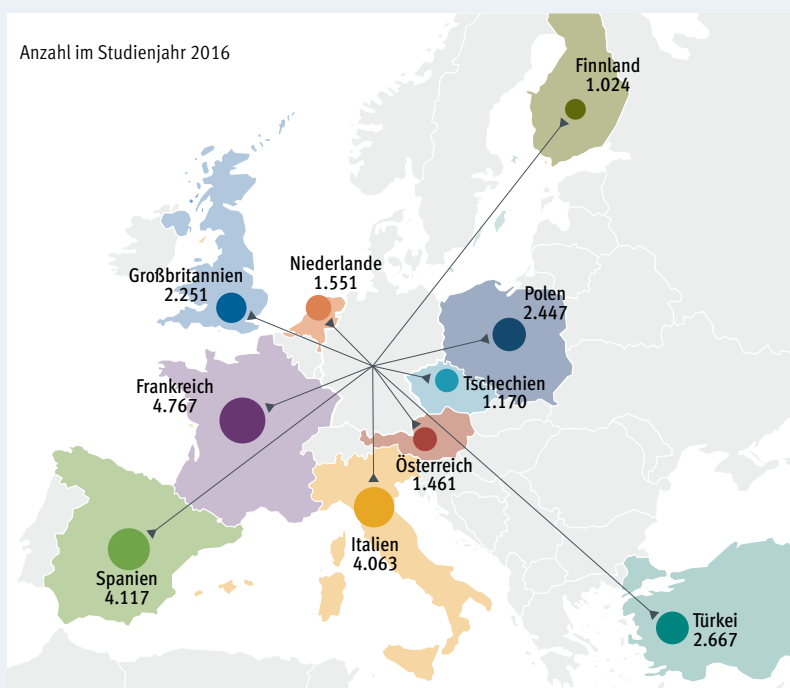 Anzahl im Studienjahr 2016
Finnland
1.024
Großbritannien
2.251
Niederlande
1.551
Polen
2.447
Frankreich
4.767
Tschechien
1.170
Österreich
1.461
Italien
4.063
Spanien
4.117
Türkei
2.667